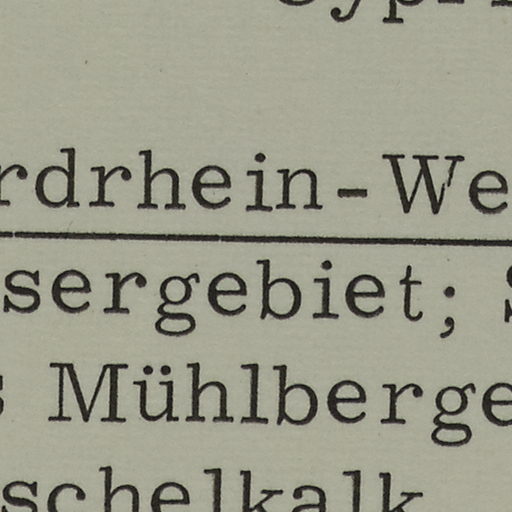 rdrhein-We
sergebiet;
s Mühlberge
schelkalk